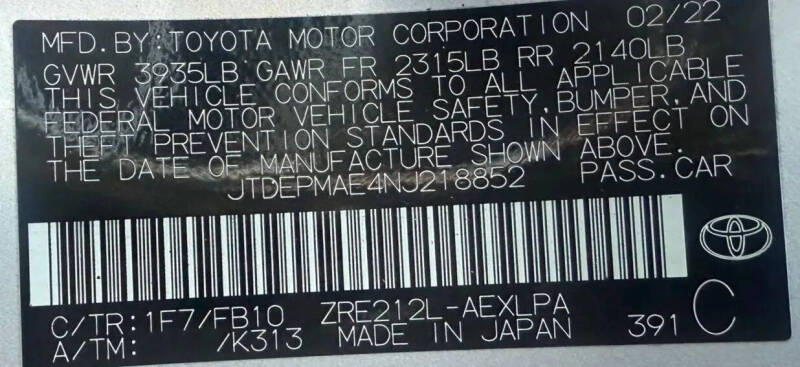 MFD. BY: TOYOTA MOTOR CORPORATION 02/22
GVWR 3935LB GAWR FR 2315LB RR 2140LB
THIS VEHICLE CONFORMS TO ALL APPLICABLE
FEDERAL MOTOR VEHICLE SAFETY, BUMPER, AND
THEFT PREVENTION STANDARDS IN EFFECT ON
THE DATE OF MANUFACTURE SHOWN ABOVE.
JTDEPMAE4NJ218852 PASS. CAR
C/TR: 1F7/FB10 ZRE212L-AEXLPA
A/TM: /K313 MADE IN JAPAN 391 C